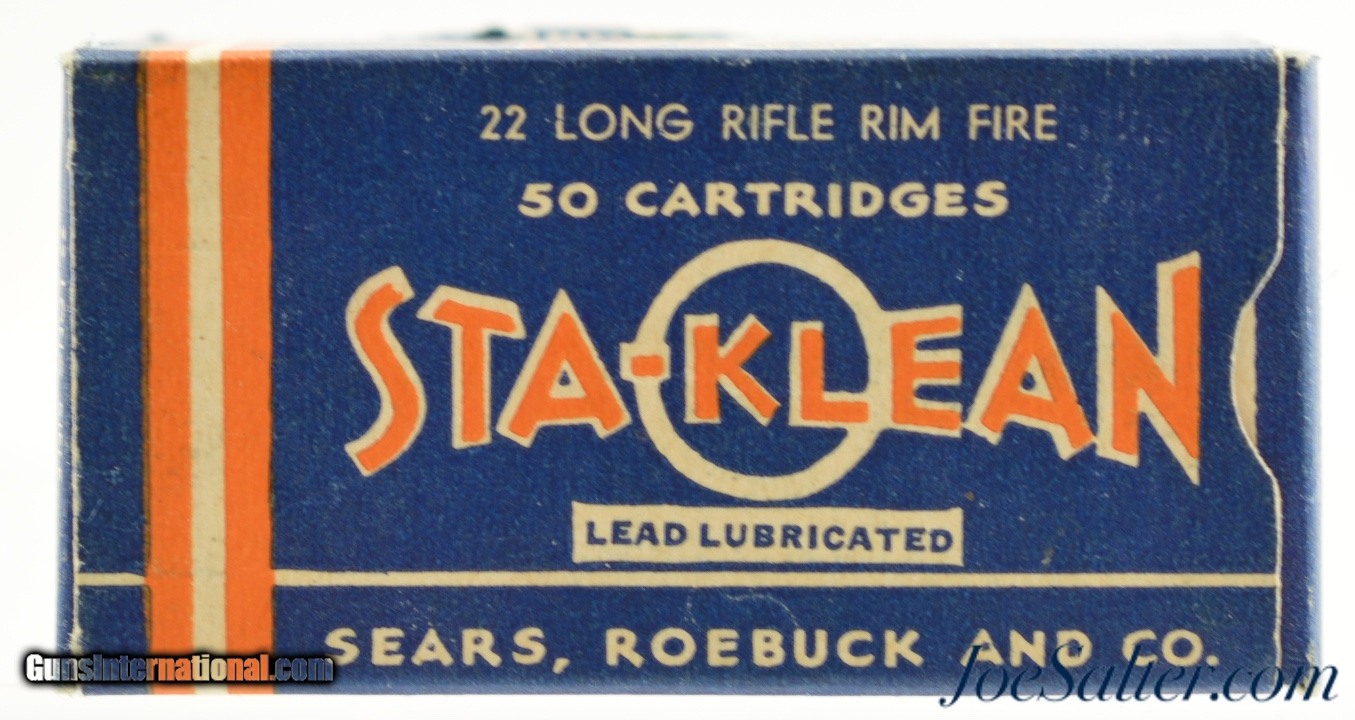 22 LONG RIFLE RIM FIRE
50 CARTRIDGES
STA-KLEAN
LEAD LUBRICATED
SEARS, ROEBUCK AND CO.
GunsInternational.com
JoeSalter.com